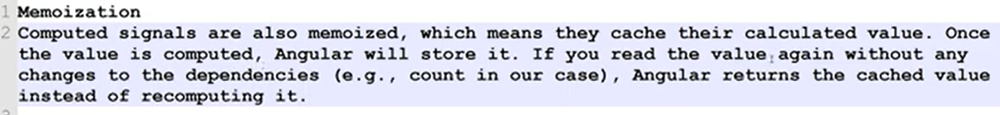 1 Memoization
2 Computed signals are also memoized, which means they cache their calculated value. Once
the value is computed, Angular will store it. If you read the value again without any
changes to the dependencies (e.g., count in our case), Angular returns the cached value
instead of recomputing it.